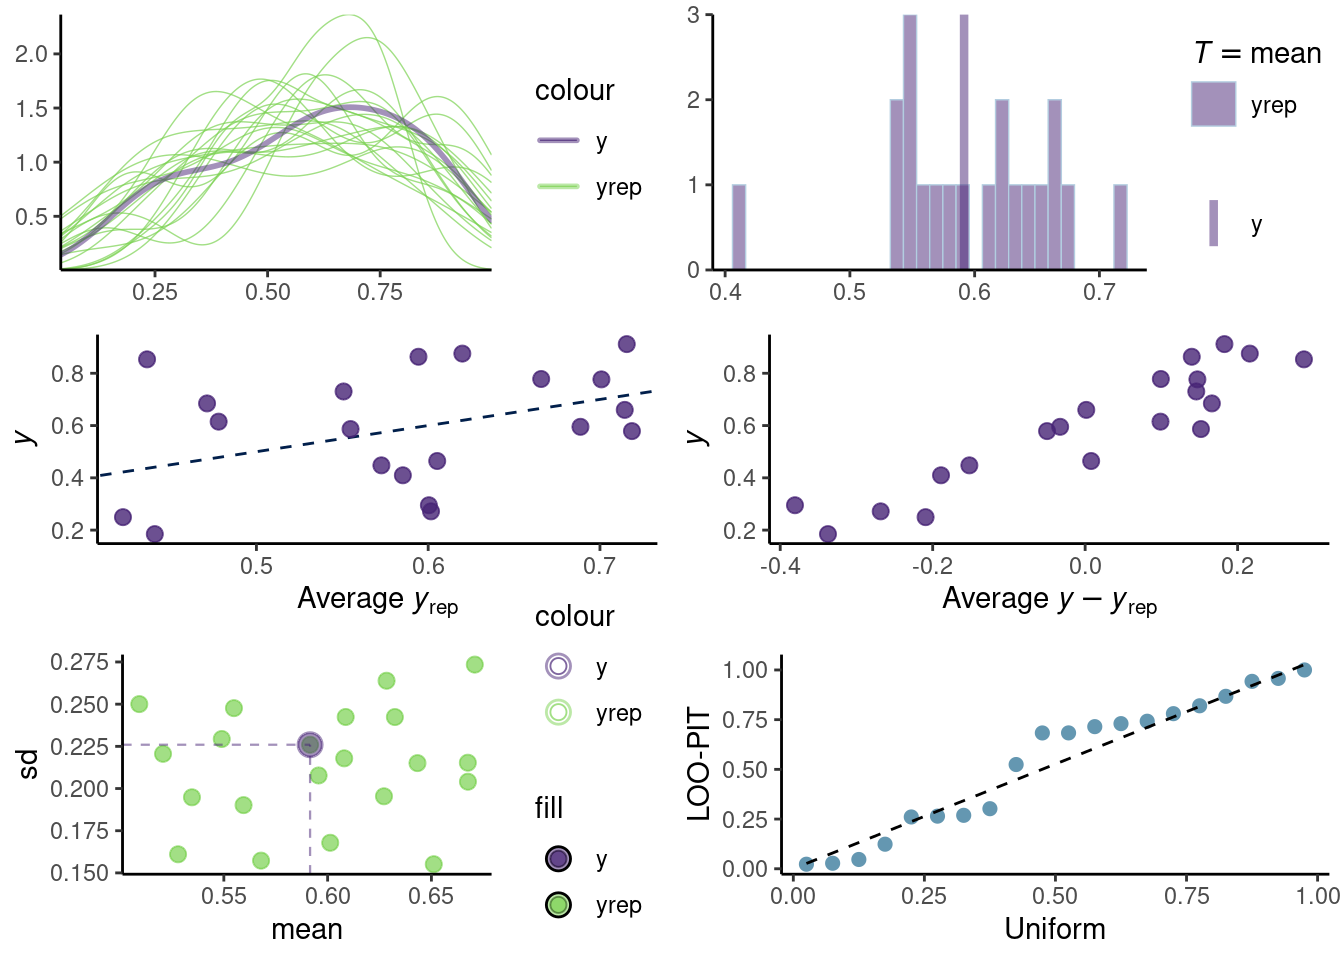 2.0
1.5
1.0
0.5
0.25 0.50 0.75
colour
y
yrep
3
2
1
0
0.4 0.5 0.6 0.7
T = mean
yrep
y
y
0.8
0.6
0.4
0.2
0.5 0.6 0.7
Average y rep
y
0.8
0.6
0.4
0.2
-0.4 -0.2 0.0 0.2
Average y − y rep
sd
0.275
0.250
0.225
0.200
0.175
0.150
0.55 0.60 0.65
mean
colour
y
yrep
fill
y
yrep
LOO-PIT
1.00
0.75
0.50
0.25
0.00
0.00 0.25 0.50 0.75 1.00
Uniform